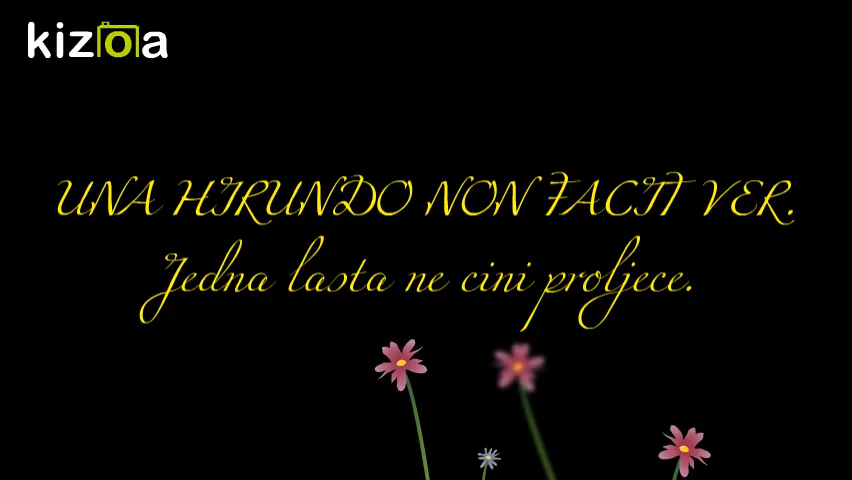 kizoa
UNA HIRUNDO NON FACIT VER.
Jedna lasta ne cini proljece.